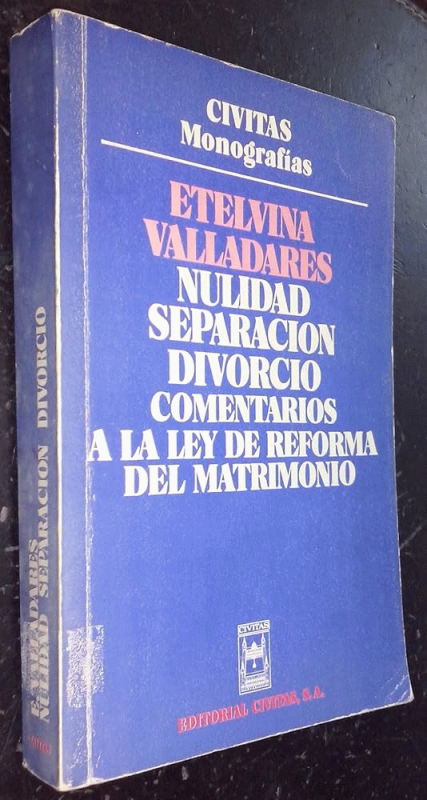 CIVITAS
Monografías
ETELVINA
VALLADARES
NULIDAD
SEPARACION
DIVORCIO
COMENTARIOS
A LA LEY DE REFORMA
DEL MATRIMONIO
CIVITAS
EDITORIAL CIVITAS, S. A.
E. VALLADARES
NULIDAD SEPARACION DIVORCIO